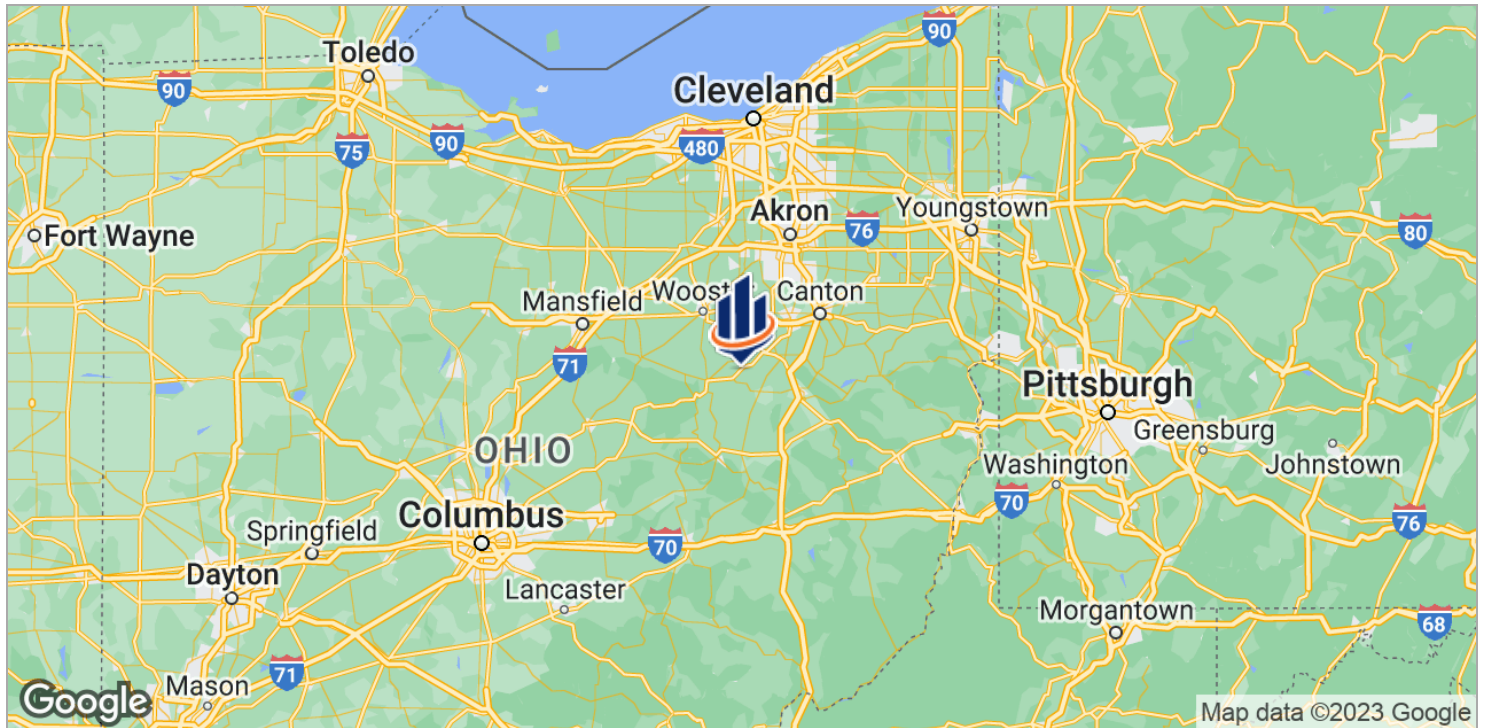 90
Toledo
Cleveland
90
75
90
480
Akron
76
Youngstown
80
Fort Wayne
Mansfield
Canton
71
Pittsburgh
OHIO
Greensburg
Washington
Johnstown
70
Columbus
76
Springfield
70
Dayton
Lancaster
Morgantown
68
71
Mason
Google
Map data ©2023 Google